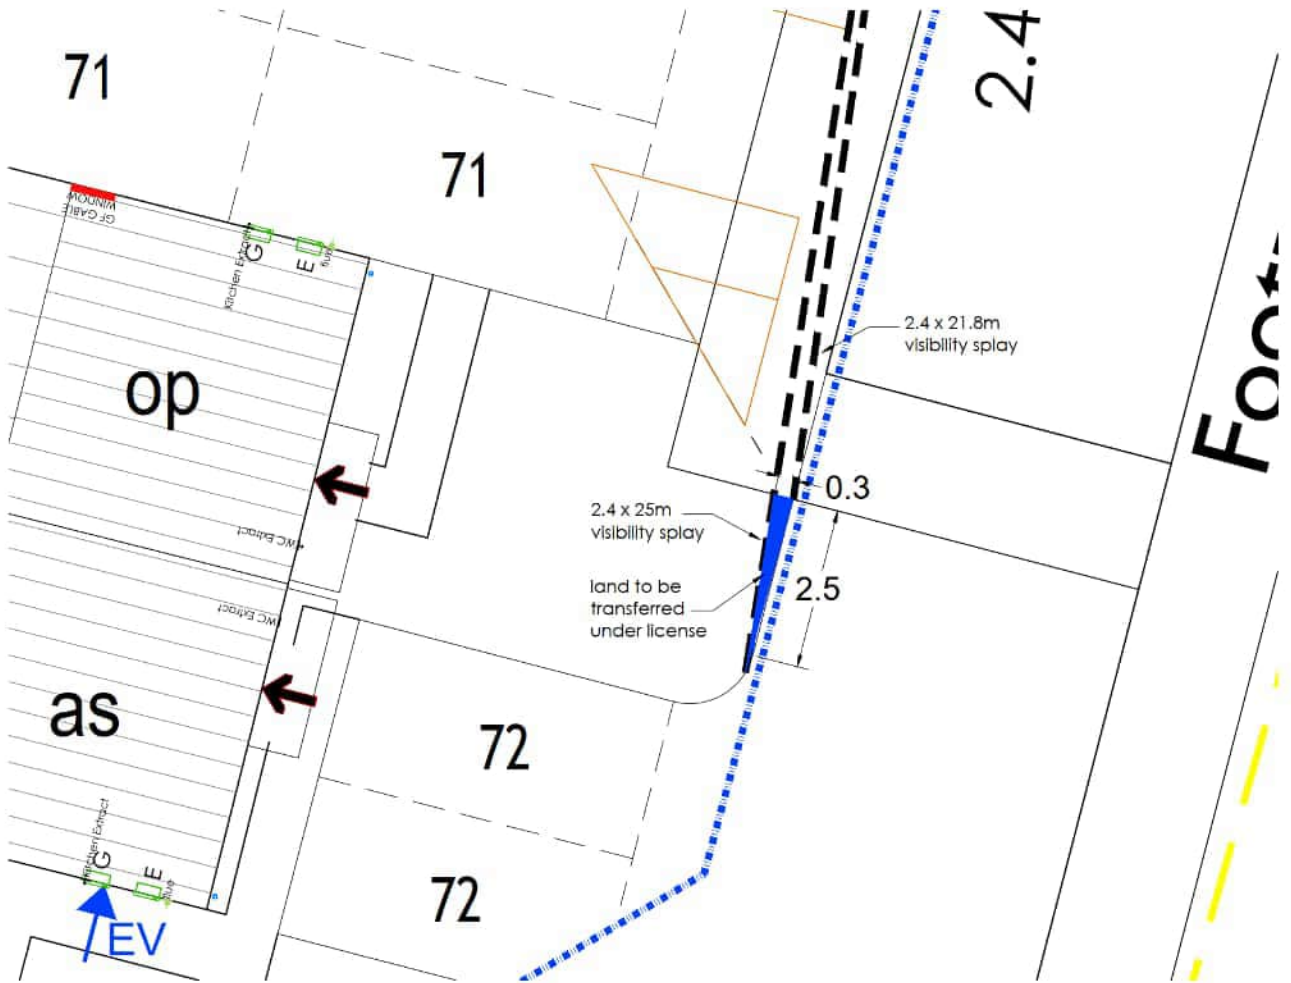 71
2.4
71
GF GABLE
WINDOW
Kitchen Extract
G
E
flue
2.4 x 21.8m
visibility splay
op
Foot
0.3
2.4 x 25m
visibility splay
WC Extract
land to be
transferred
under license
2.5
WC Extract
as
72
Kitchen Extract
G
E
flue
72
EV